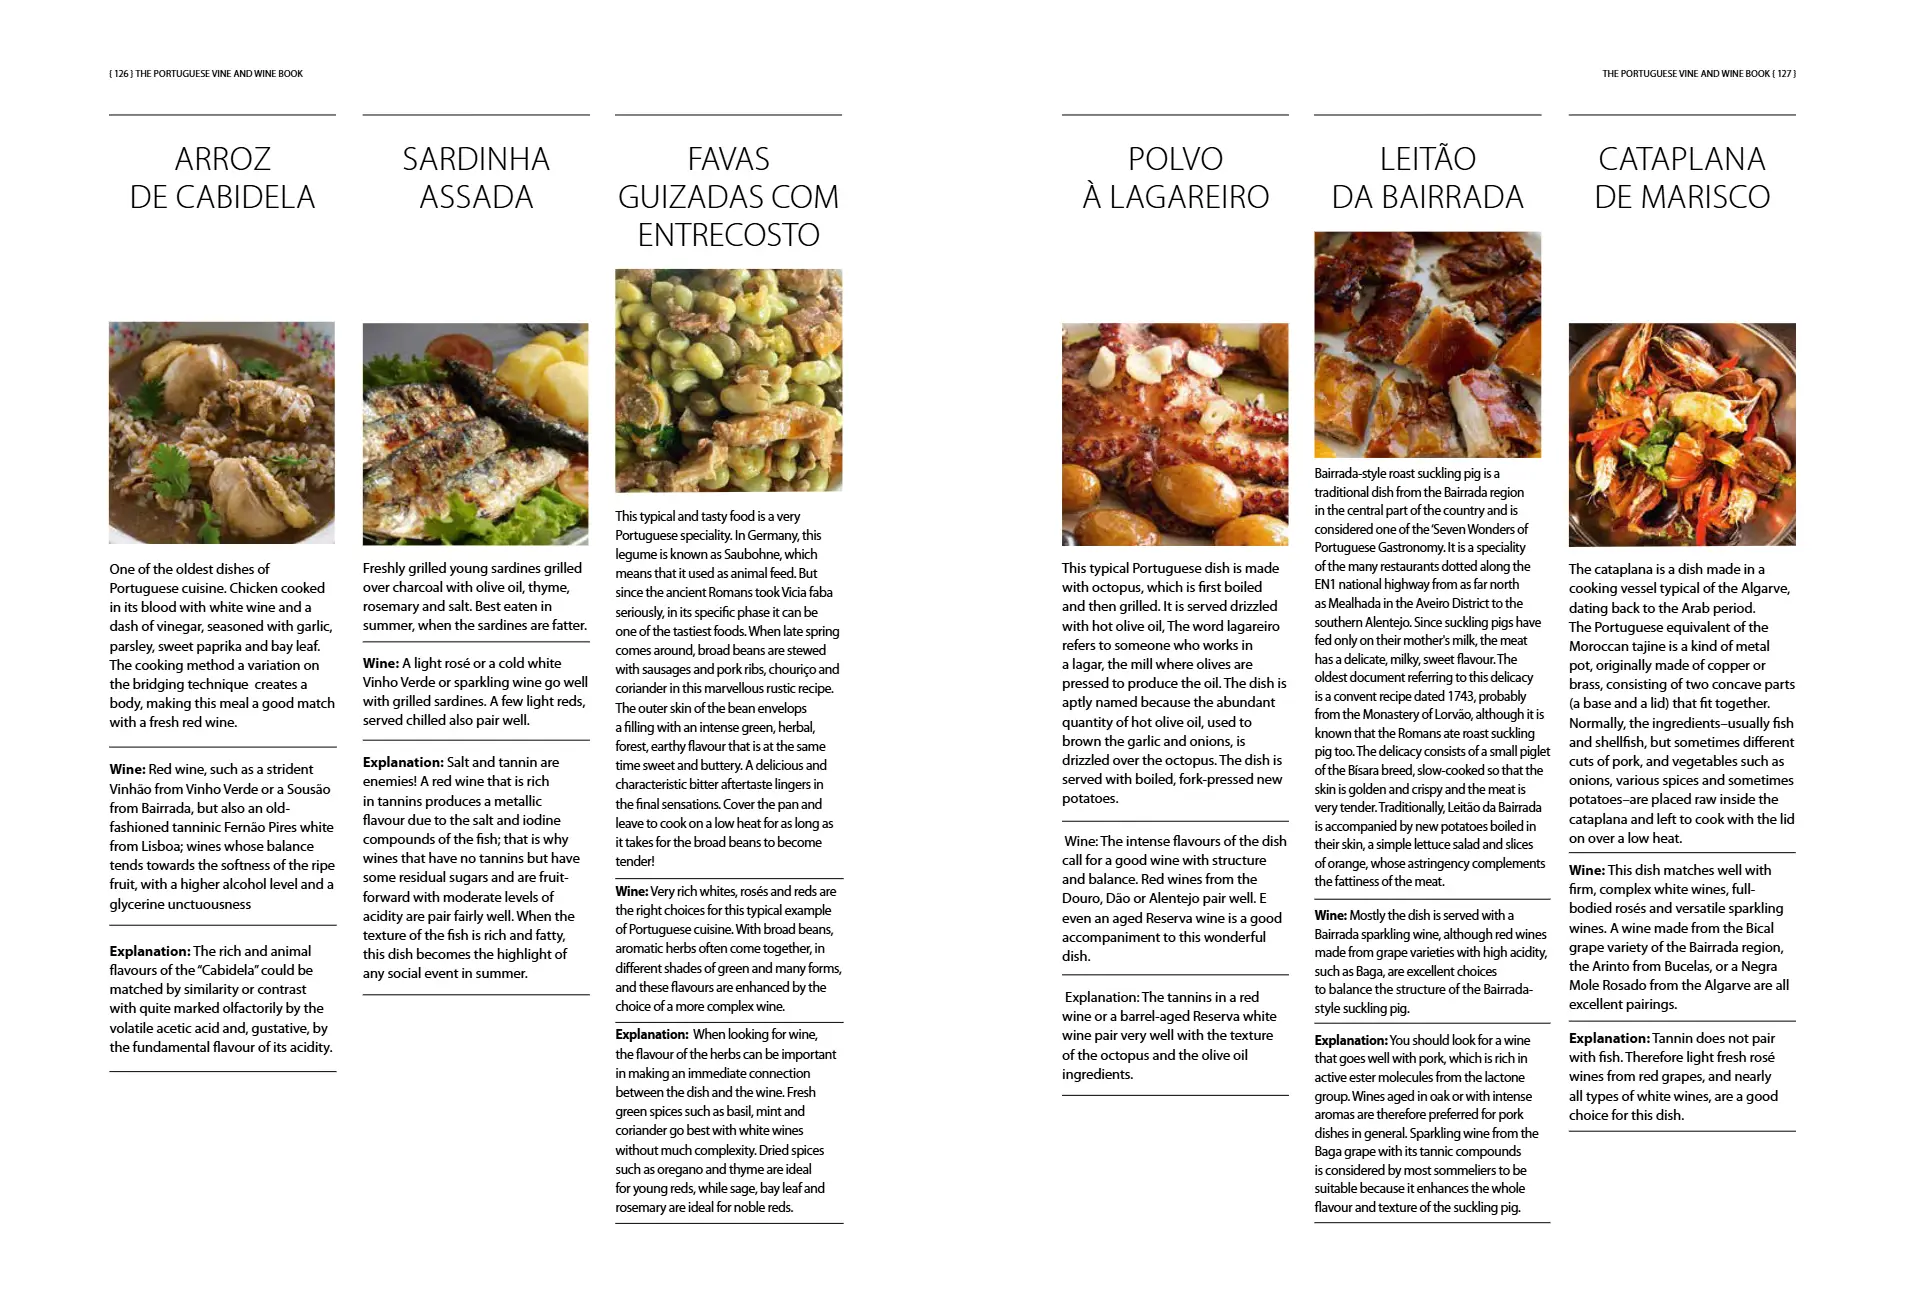 { 126 } THE PORTUGUESE VINE AND WINE BOOK
ARROZ
DE CABIDELA
One of the oldest dishes of
Portuguese cuisine. Chicken cooked
in its blood with white wine and a
dash of vinegar, seasoned with garlic,
parsley, sweet paprika and bay leaf.
The cooking method a variation on
the bridging technique creates a
body, making this meal a good match
with a fresh red wine.
Wine: Red wine, such as a strident
Vinhão from Vinho Verde or a Sousão
from Bairrada, but also an old-
fashioned tanninic Fernão Pires white
from Lisboa; wines whose balance
tends towards the softness of the ripe
fruit, with a higher alcohol level and a
glycerine unctuousness
Explanation: The rich and animal
flavours of the “Cabidela” could be
matched by similarity or contrast
with quite marked olfactorily by the
volatile acetic acid and, gustative, by
the fundamental flavour of its acidity.
SARDINHA
ASSADA
Freshly grilled young sardines grilled
over charcoal with olive oil, thyme,
rosemary and salt. Best eaten in
summer, when the sardines are fatter.
Wine: A light rosé or a cold white
Vinho Verde or sparkling wine go well
with grilled sardines. A few light reds,
served chilled also pair well.
Explanation: Salt and tannin are
enemies! A red wine that is rich
in tannins produces a metallic
flavour due to the salt and iodine
compounds of the fish; that is why
wines that have no tannins but have
some residual sugars and are fruit-
forward with moderate levels of
acidity are pair fairly well. When the
texture of the fish is rich and fatty,
this dish becomes the highlight of
any social event in summer.
FAVAS
GUIZADAS COM
ENTRECOSTO
This typical and tasty food is a very
Portuguese speciality. In Germany, this
legume is known as Saubohne, which
means that it used as animal feed. But
since the ancient Romans took Vicia faba
seriously, in its specific phase it can be
one of the tastiest foods. When late spring
comes around, broad beans are stewed
with sausages and pork ribs, chouriço and
coriander in this marvellous rustic recipe.
The outer skin of the bean envelops
a filling with an intense green, herbal,
forest, earthy flavour that is at the same
time sweet and buttery. A delicious and
characteristic bitter aftertaste lingers in
the final sensations. Cover the pan and
leave to cook on a low heat for as long as
it takes for the broad beans to become
tender!
Wine: Very rich whites, rosés and reds are
the right choices for this typical example
of Portuguese cuisine. With broad beans,
aromatic herbs often come together, in
different shades of green and many forms,
and these flavours are enhanced by the
choice of a more complex wine.
Explanation: When looking for wine,
the flavour of the herbs can be important
in making an immediate connection
between the dish and the wine. Fresh
green spices such as basil, mint and
coriander go best with white wines
without much complexity. Dried spices
such as oregano and thyme are ideal
for young reds, while sage, bay leaf and
rosemary are ideal for noble reds.
THE PORTUGUESE VINE AND WINE BOOK { 127 }
POLVO
À LAGAREIRO
This typical Portuguese dish is made
with octopus, which is first boiled
and then grilled. It is served drizzled
with hot olive oil, The word lagareiro
refers to someone who works in
a lagar, the mill where olives are
pressed to produce the oil. The dish is
aptly named because the abundant
quantity of hot olive oil, used to
brown the garlic and onions, is
drizzled over the octopus. The dish is
served with boiled, fork-pressed new
potatoes.
Wine: The intense flavours of the dish
call for a good wine with structure
and balance. Red wines from the
Douro, Dão or Alentejo pair well. E
even an aged Reserva wine is a good
accompaniment to this wonderful
dish.
Explanation: The tannins in a red
wine or a barrel-aged Reserva white
wine pair very well with the texture
of the octopus and the olive oil
ingredients.
LEITÃO
DA BAIRRADA
Bairrada-style roast suckling pig is a
traditional dish from the Bairrada region
in the central part of the country and is
considered one of the ‘Seven Wonders of
Portuguese Gastronomy. It is a speciality
of the many restaurants dotted along the
EN1 national highway from as far north
as Mealhada in the Aveiro District to the
southern Alentejo. Since suckling pigs have
fed only on their mother's milk, the meat
has a delicate, milky, sweet flavour. The
oldest document referring to this delicacy
is a convent recipe dated 1743, probably
from the Monastery of Lorvão, although it is
known that the Romans ate roast suckling
pig too. The delicacy consists of a small piglet
of the Bísara breed, slow-cooked so that the
skin is golden and crispy and the meat is
very tender. Traditionally, Leitão da Bairrada
is accompanied by new potatoes boiled in
their skin, a simple lettuce salad and slices
of orange, whose astringency complements
the fattiness of the meat.
Wine: Mostly the dish is served with a
Bairrada sparkling wine, although red wines
made from grape varieties with high acidity,
such as Baga, are excellent choices
to balance the structure of the Bairrada-
style suckling pig.
Explanation: You should look for a wine
that goes well with pork, which is rich in
active ester molecules from the lactone
group. Wines aged in oak or with intense
aromas are therefore preferred for pork
dishes in general. Sparkling wine from the
Baga grape with its tannic compounds
is considered by most sommeliers to be
suitable because it enhances the whole
flavour and texture of the suckling pig.
CATAPLANA
DE MARISCO
The cataplana is a dish made in a
cooking vessel typical of the Algarve,
dating back to the Arab period.
The Portuguese equivalent of the
Moroccan tajine is a kind of metal
pot, originally made of copper or
brass, consisting of two concave parts
(a base and a lid) that fit together.
Normally, the ingredients–usually fish
and shellfish, but sometimes different
cuts of pork, and vegetables such as
onions, various spices and sometimes
potatoes–are placed raw inside the
cataplana and left to cook with the lid
on over a low heat.
Wine: This dish matches well with
firm, complex white wines, full-
bodied rosés and versatile sparkling
wines. A wine made from the Bical
grape variety of the Bairrada region,
the Arinto from Bucelas, or a Negra
Mole Rosado from the Algarve are all
excellent pairings.
Explanation: Tannin does not pair
with fish. Therefore light fresh rosé
wines from red grapes, and nearly
all types of white wines, are a good
choice for this dish.